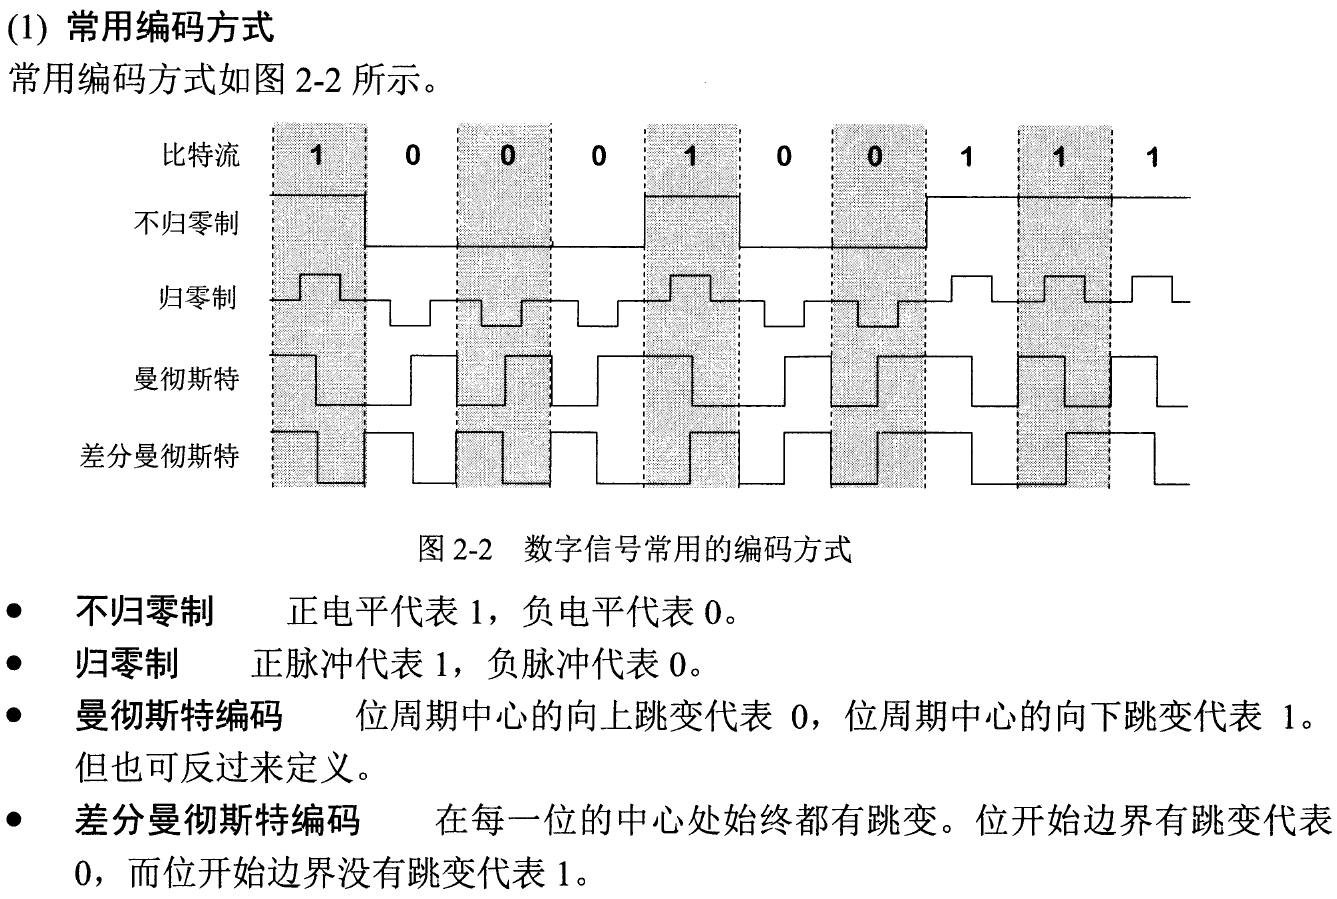 (1) 常用编码方式
常用编码方式如图 2-2 所示。
比特流 1 0 0 0 1 0 0 1 1 1
不归零制
归零制
曼彻斯特
差分曼彻斯特
图 2-2 数字信号常用的编码方式
● 不归零制 正电平代表 1，负电平代表 0。
● 归零制 正脉冲代表 1，负脉冲代表 0。
● 曼彻斯特编码 位周期中心的向上跳变代表 0，位周期中心的向下跳变代表 1。
但也可反过来定义。
● 差分曼彻斯特编码 在每一位的中心处始终都有跳变。位开始边界有跳变代表
0，而位开始边界没有跳变代表 1。